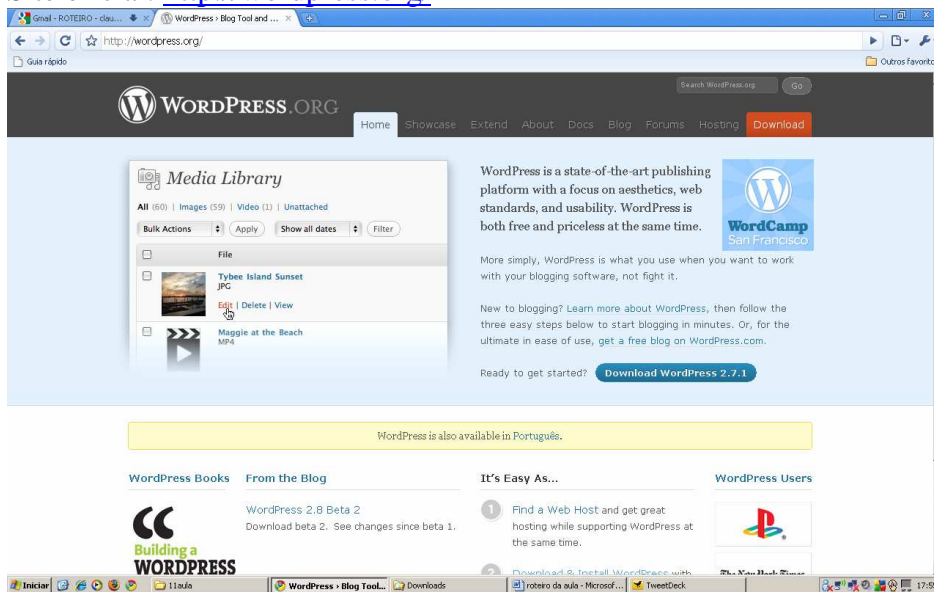 Gmail - ROTEIRO - clau...
WordPress › Blog Tool and ...
http://wordpress.org/
Guia rápido
Outros favorito
WORDPRESS.ORG
Search WordPress.org
Go
Home Showcase Extend About Docs Blog Forums Hosting Download
Media Library
All (60) | Images (59) | Video (1) | Unattached
Bulk Actions Apply Show all dates Filter
File
Tybee Island Sunset
JPG
Edit | Delete | View
Maggie at the Beach
MP4
WordPress is a state-of-the-art publishing
platform with a focus on aesthetics, web
standards, and usability. WordPress is
both free and priceless at the same time.
WordCamp
San Francisco
More simply, WordPress is what you use when you want to work
with your blogging software, not fight it.
New to blogging? Learn more about WordPress, then follow the
three easy steps below to start blogging in minutes. Or, for the
ultimate in ease of use, get a free blog on WordPress.com.
Ready to get started? Download WordPress 2.7.1
WordPress is also available in Português.
WordPress Books
Building a
WORDPRESS
From the Blog
WordPress 2.8 Beta 2
Download beta 2. See changes since beta 1.
It's Easy As...
1 Find a Web Host and get great
hosting while supporting WordPress at
the same time.
2 Download & Install WordPress with
WordPress Users
The New York Times
Iniciar 11aula WordPress › Blog Tool... Downloads roteiro da aula - Microsof... TweetDeck